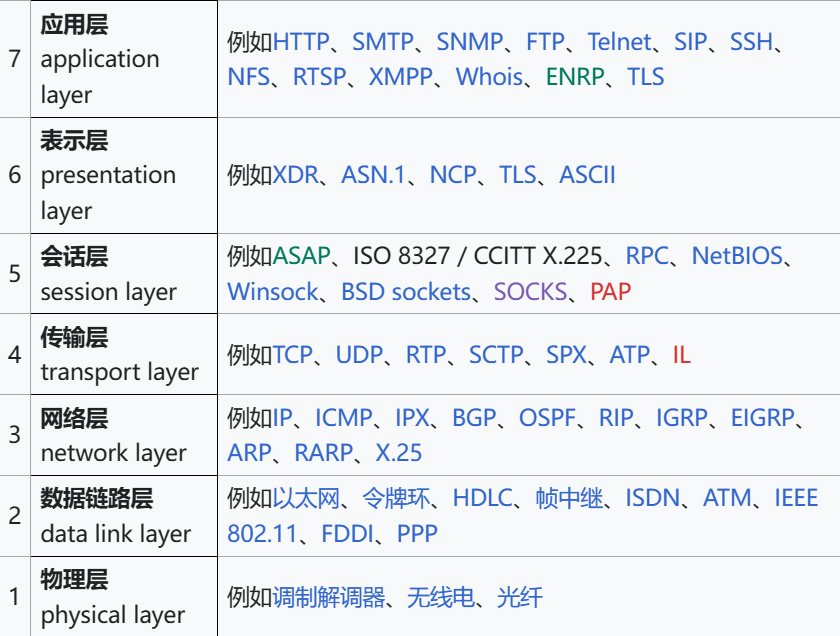 7
应用层
application
layer
例如HTTP、SMTP、SNMP、FTP、Telnet、SIP、SSH、
NFS、RTSP、XMPP、Whois、ENRP、TLS
6
表示层
presentation
layer
例如XDR、ASN.1、NCP、TLS、ASCII
5
会话层
session layer
例如ASAP、ISO 8327 / CCITT X.225、RPC、NetBIOS、
Winsock、BSD sockets、SOCKS、PAP
4
传输层
transport layer
例如TCP、UDP、RTP、SCTP、SPX、ATP、IL
3
网络层
network layer
例如IP、ICMP、IPX、BGP、OSPF、RIP、IGRP、EIGRP、
ARP、RARP、X.25
2
数据链路层
data link layer
例如以太网、令牌环、HDLC、帧中继、ISDN、ATM、IEEE
802.11、FDDI、PPP
1
物理层
physical layer
例如调制解调器、无线电、光纤